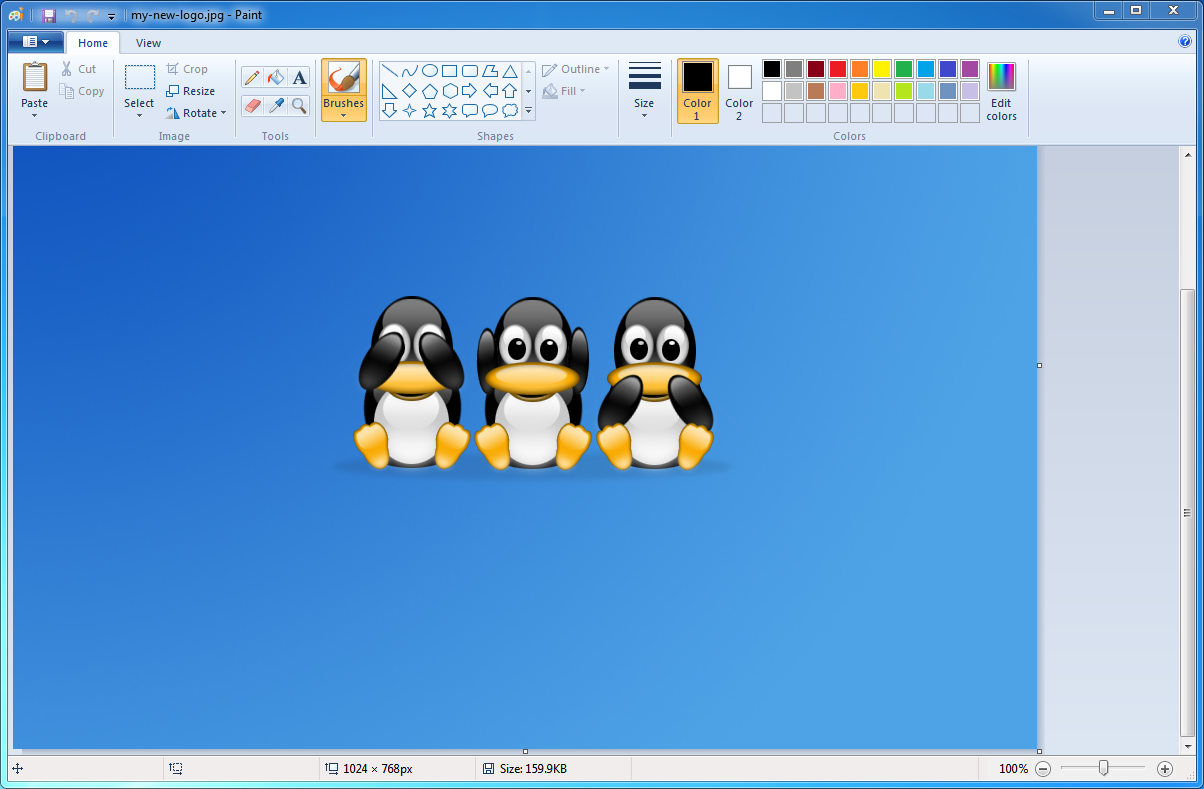 my-new-logo.jpg - Paint
Home View
Paste
Cut
Copy
Clipboard
Select
Crop
Resize
Rotate
Image
A
Tools
Brushes
Shapes
Outline
Fill
Size
Color
1
Color
2
Edit
colors
Colors
1024 × 768px
Size: 159.9KB
100%